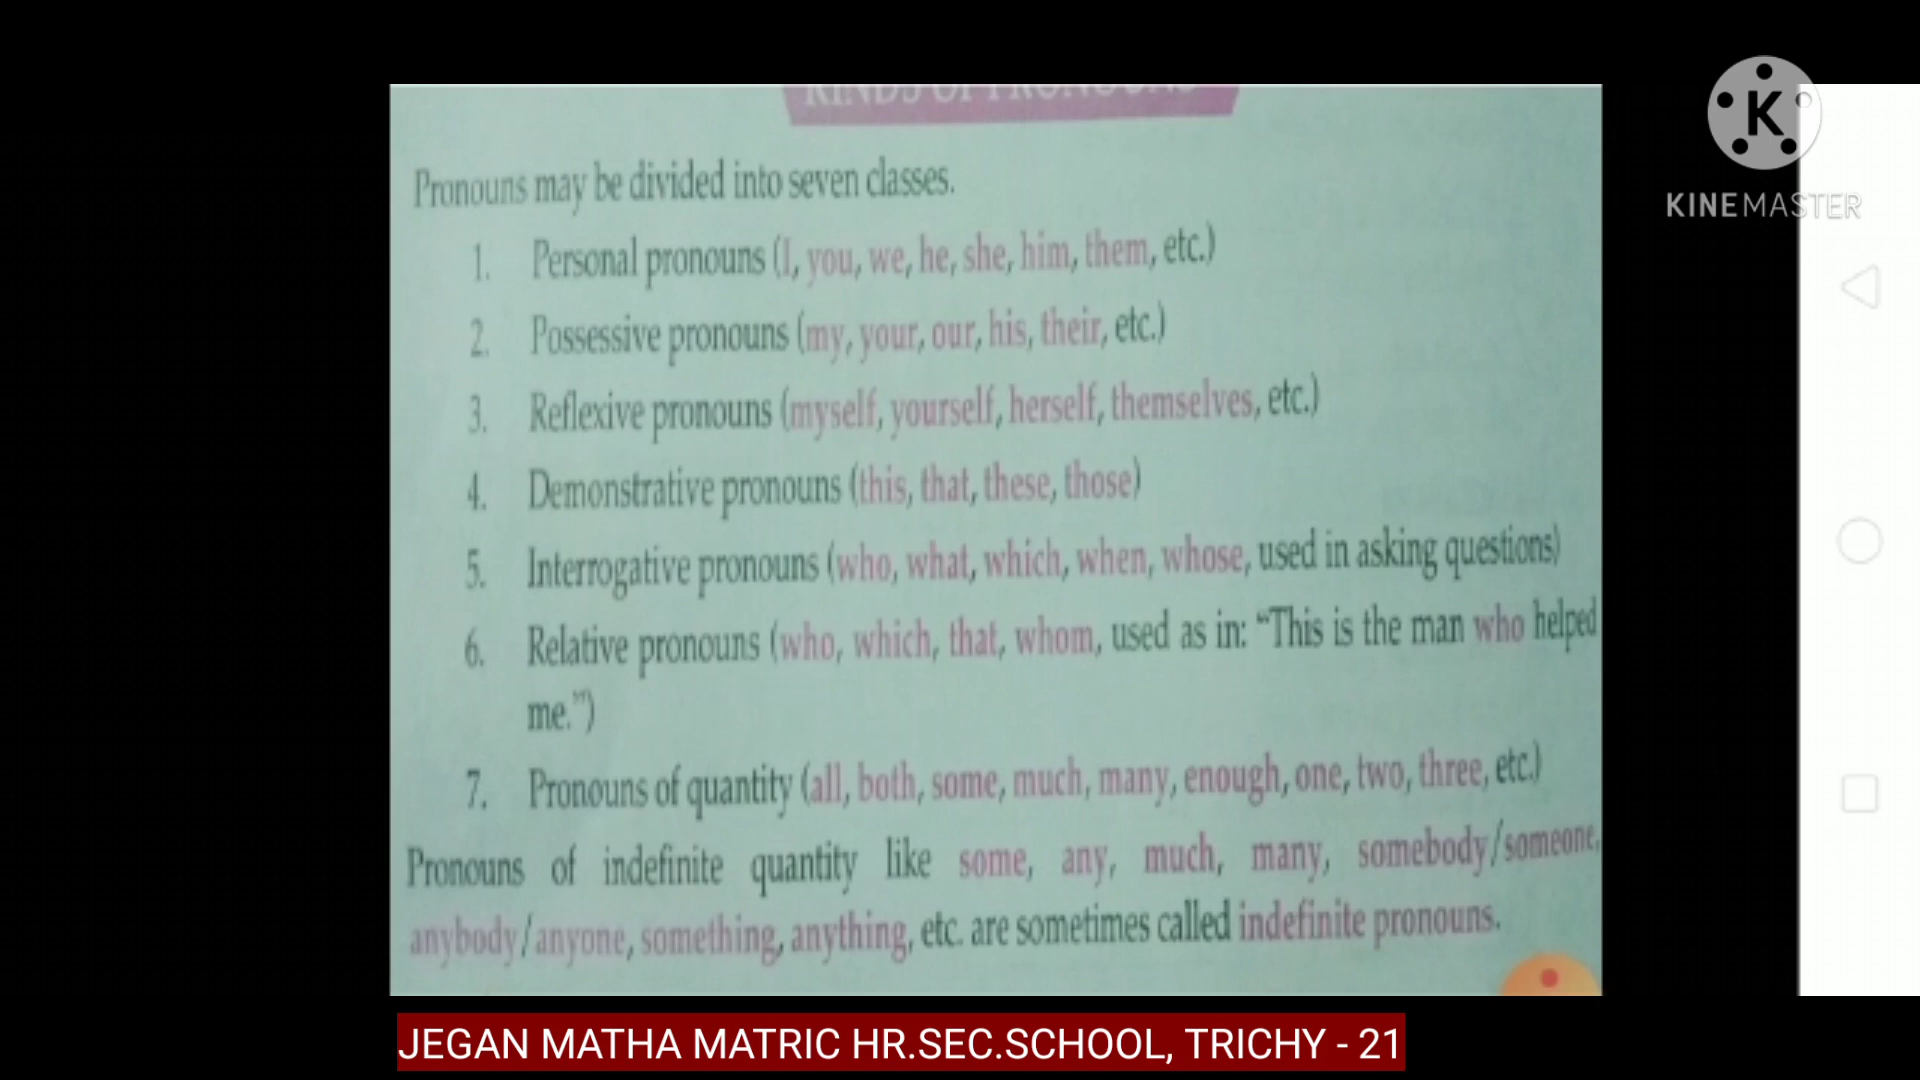 KINDS OF PRONOUNS
KINEMASTER
Pronouns may be divided into seven classes.
1. Personal pronouns (I, you, we, he, she, him, them, etc.)
2. Possessive pronouns (my, your, our, his, their, etc.)
3. Reflexive pronouns (myself, yourself, herself, themselves, etc.)
4. Demonstrative pronouns (this, that, these, those)
5. Interrogative pronouns (who, what, which, when, whose, used in asking questions)
6. Relative pronouns (who, which, that, whom, used as in: “This is the man who helped
me.”)
7. Pronouns of quantity (all, both, some, much, many, enough, one, two, three, etc.)
Pronouns of indefinite quantity like some, any, much, many, somebody/someone,
anybody/anyone, something, anything, etc. are sometimes called indefinite pronouns.
JEGAN MATHA MATRIC HR.SEC.SCHOOL, TRICHY - 21